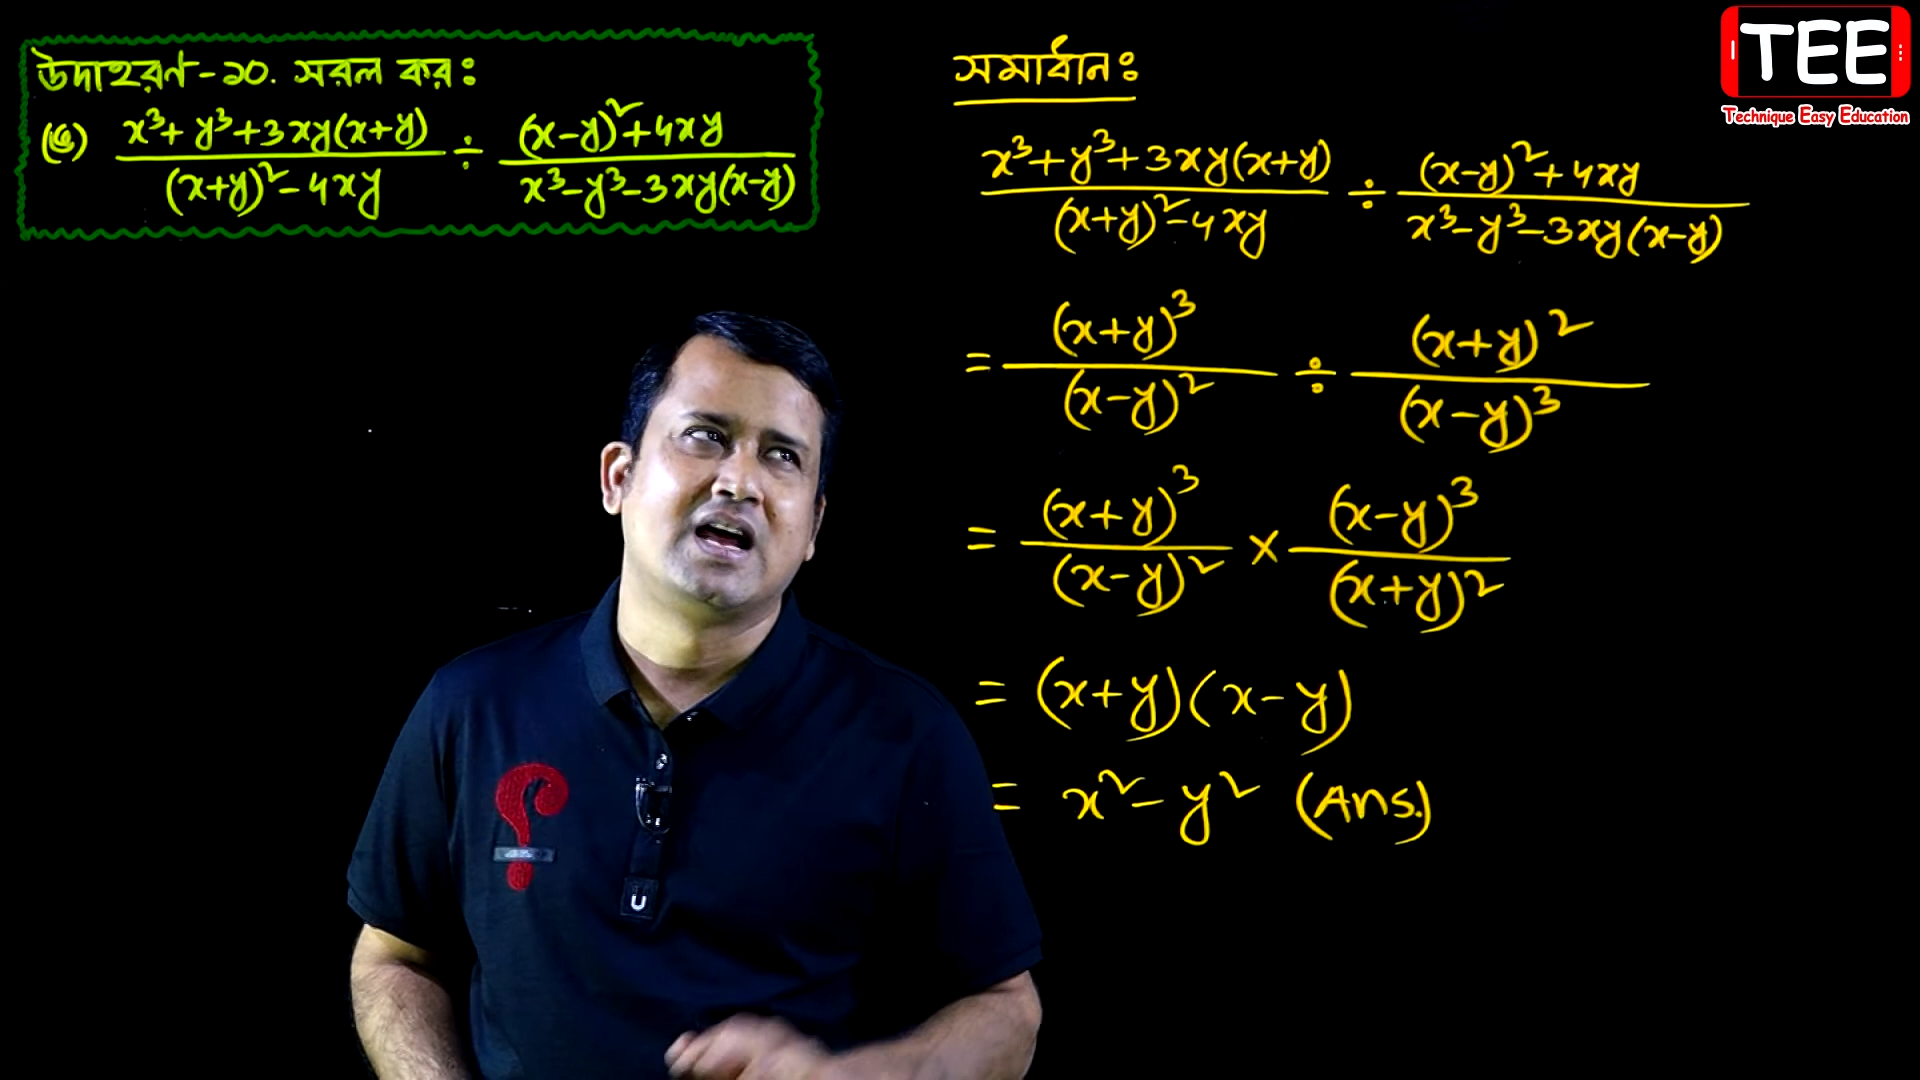 উদাহরণ-১০. সরল কর:
(ঙ) (x³+y³+3xy(x+y))/((x+y)²-4xy) ÷ ((x-y)²+4xy)/(x³-y³-3xy(x-y))
সমাধান:
(x³+y³+3xy(x+y))/((x+y)²-4xy) ÷ ((x-y)²+4xy)/(x³-y³-3xy(x-y))
= (x+y)³/(x-y)² ÷ (x+y)²/(x-y)³
= (x+y)³/(x-y)² × (x-y)³/(x+y)²
= (x+y)(x-y)
= x²-y² (Ans.)
TEE
Technique Easy Education
?
U